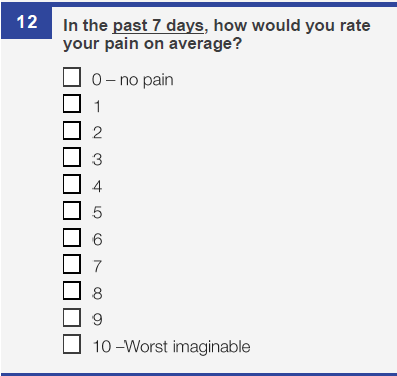 12
In the past 7 days, how would you rate
your pain on average?
0 – no pain
1
2
3
4
5
6
7
8
9
10 –Worst imaginable